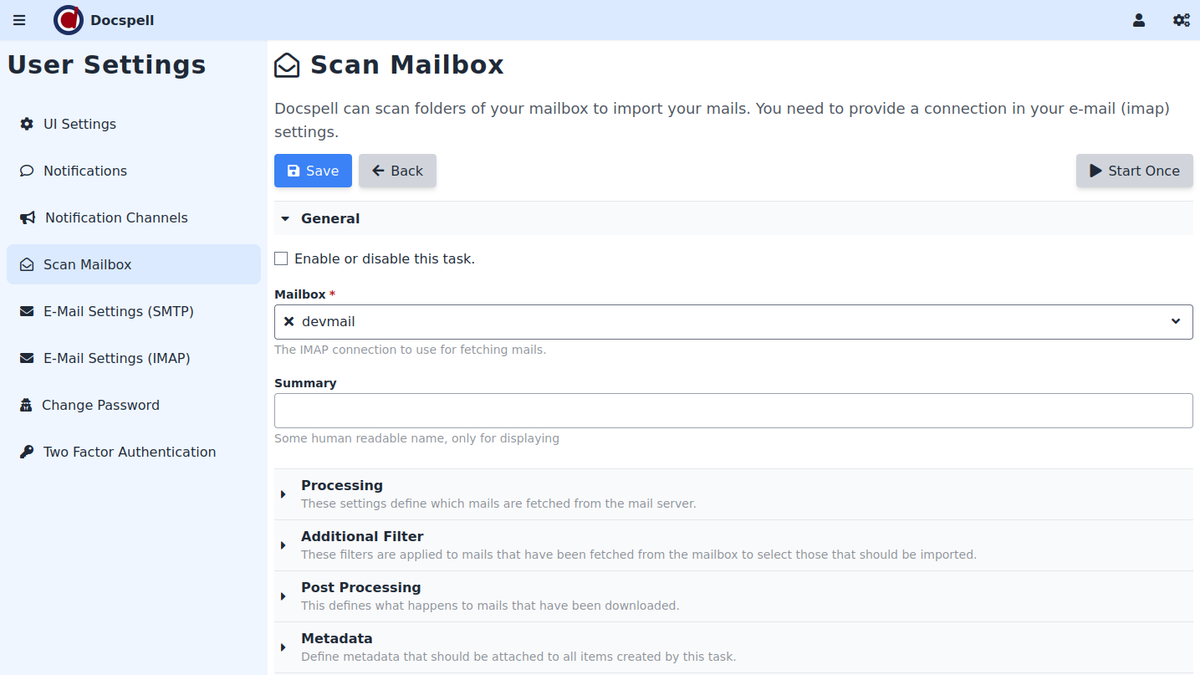 Docspell
User Settings
UI Settings
Notifications
Notification Channels
Scan Mailbox
E-Mail Settings (SMTP)
E-Mail Settings (IMAP)
Change Password
Two Factor Authentication
Scan Mailbox
Docspell can scan folders of your mailbox to import your mails. You need to provide a connection in your e-mail (imap)
settings.
Save
Back
Start Once
General
Enable or disable this task.
Mailbox *
devmail
The IMAP connection to use for fetching mails.
Summary
Some human readable name, only for displaying
Processing
These settings define which mails are fetched from the mail server.
Additional Filter
These filters are applied to mails that have been fetched from the mailbox to select those that should be imported.
Post Processing
This defines what happens to mails that have been downloaded.
Metadata
Define metadata that should be attached to all items created by this task.